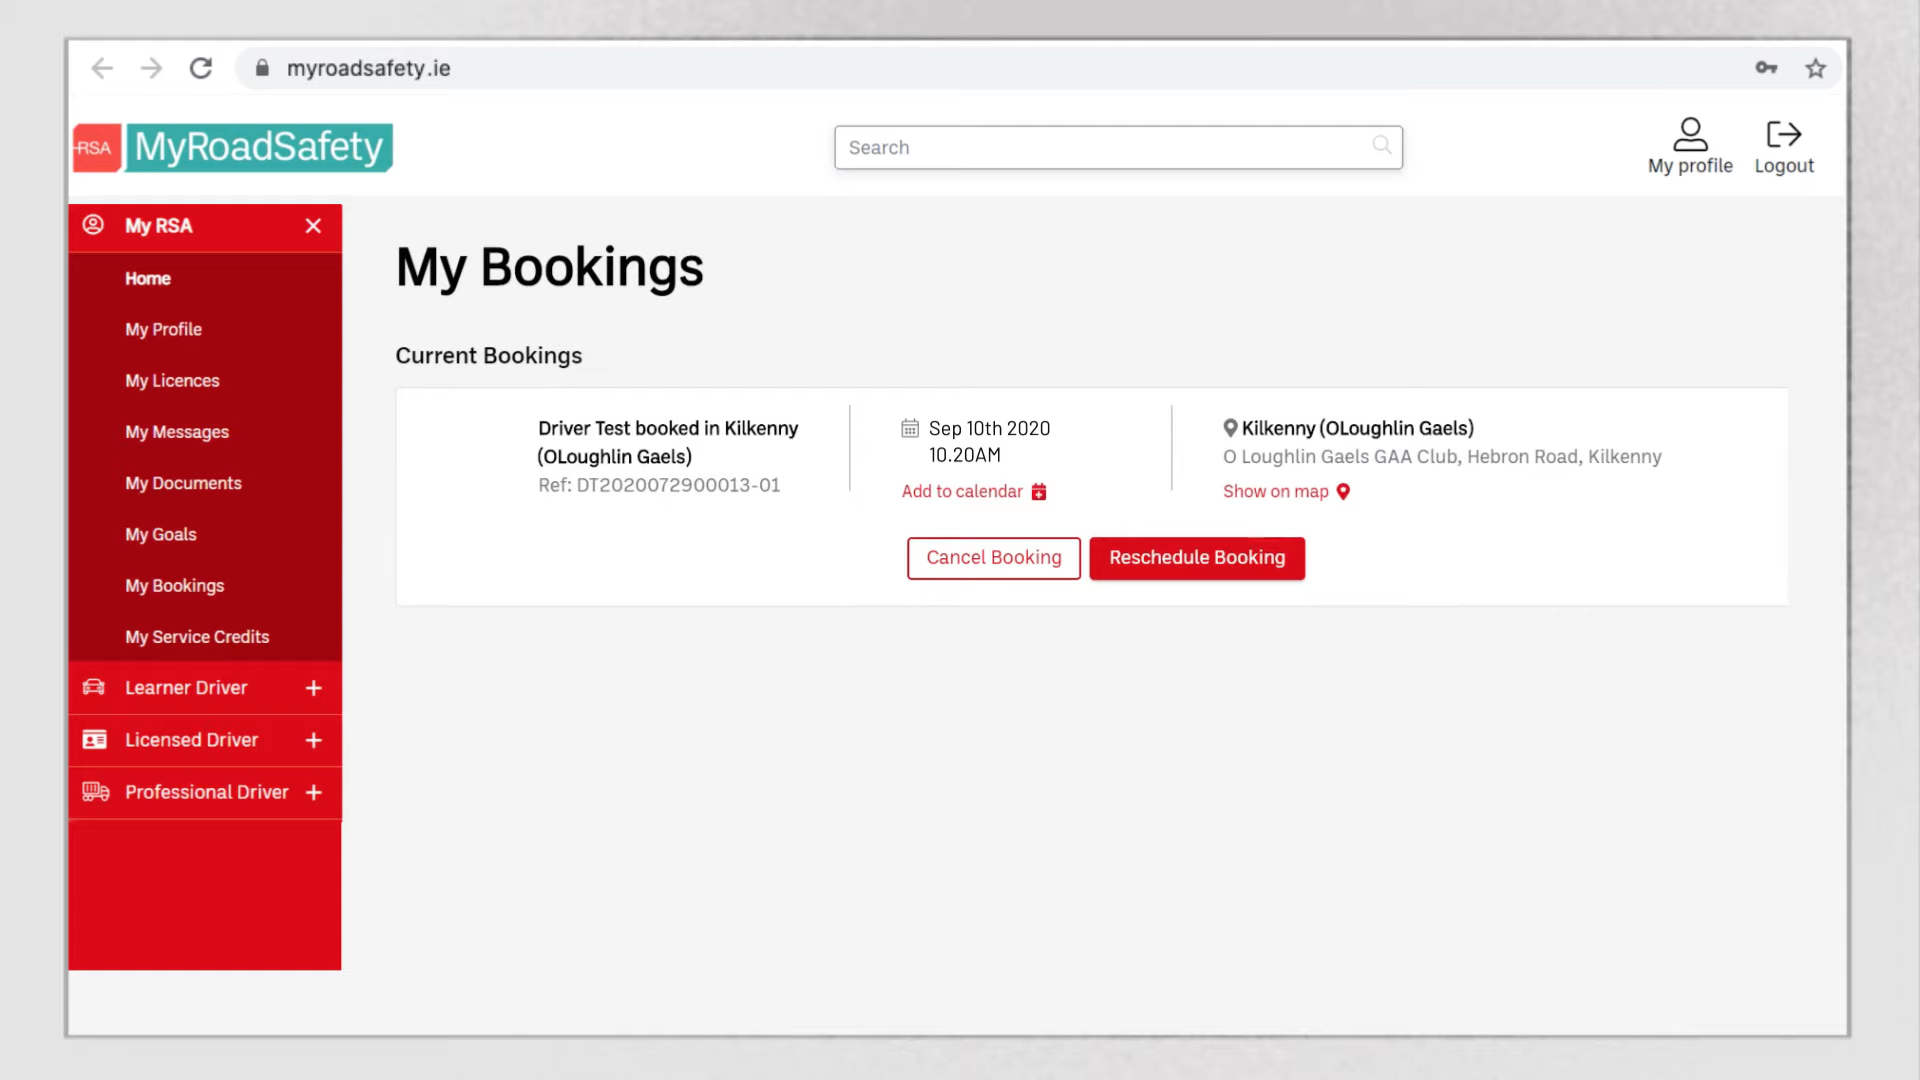 myroadsafety.ie
RSA MyRoadSafety
Search
My profile
Logout
My RSA
Home
My Profile
My Licences
My Messages
My Documents
My Goals
My Bookings
My Service Credits
Learner Driver
Licensed Driver
Professional Driver
My Bookings
Current Bookings
Driver Test booked in Kilkenny
(OLoughlin Gaels)
Ref: DT2020072900013-01
Sep 10th 2020
10.20AM
Add to calendar
Kilkenny (OLoughlin Gaels)
O Loughlin Gaels GAA Club, Hebron Road, Kilkenny
Show on map
Cancel Booking
Reschedule Booking